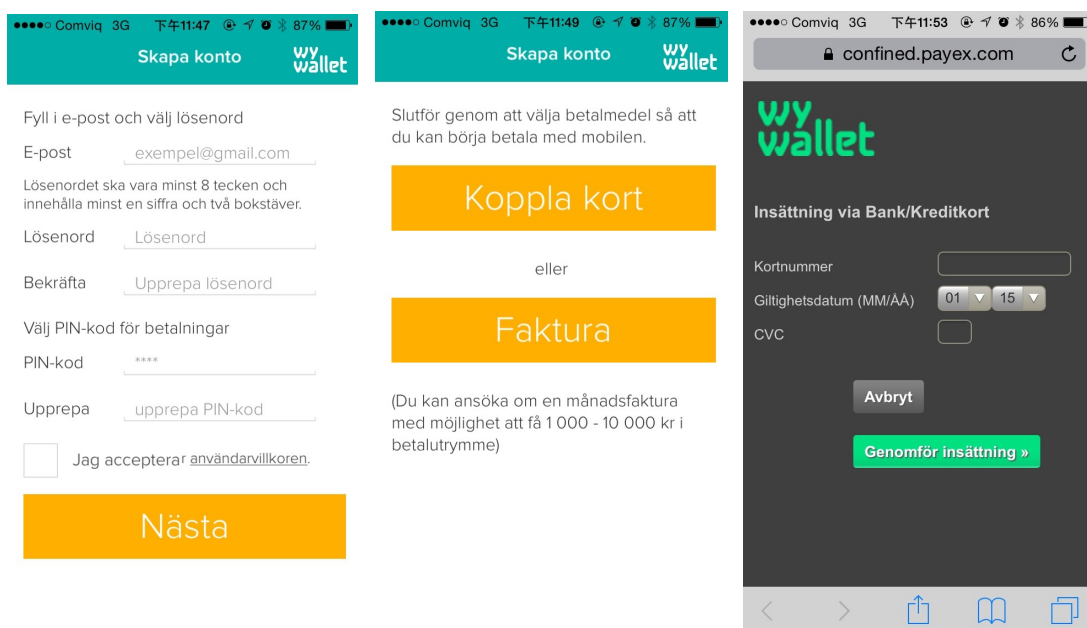 Comviq 3G 下午11:47 87%
Skapa konto
wy wallet
Fyll i e-post och välj lösenord
E-post exempel@gmail.com
Lösenordet ska vara minst 8 tecken och
innehålla minst en siffra och två bokstäver.
Lösenord Lösenord
Bekräfta Upprepa lösenord
Välj PIN-kod för betalningar
PIN-kod ****
Upprepa upprepa PIN-kod
Jag accepterar användarvillkoren.
Nästa
Comviq 3G 下午11:49 87%
Skapa konto
wy wallet
Slutför genom att välja betalmedel så att
du kan börja betala med mobilen.
Koppla kort
eller
Faktura
(Du kan ansöka om en månadsfaktura
med möjlighet att få 1 000 - 10 000 kr i
betalutrymme)
Comviq 3G 下午11:53 86%
confined.payex.com
wy
wallet
Insättning via Bank/Kreditkort
Kortnummer
Giltighetsdatum (MM/ÅÅ) 01 15
CVC
Avbryt
Genomför insättning »